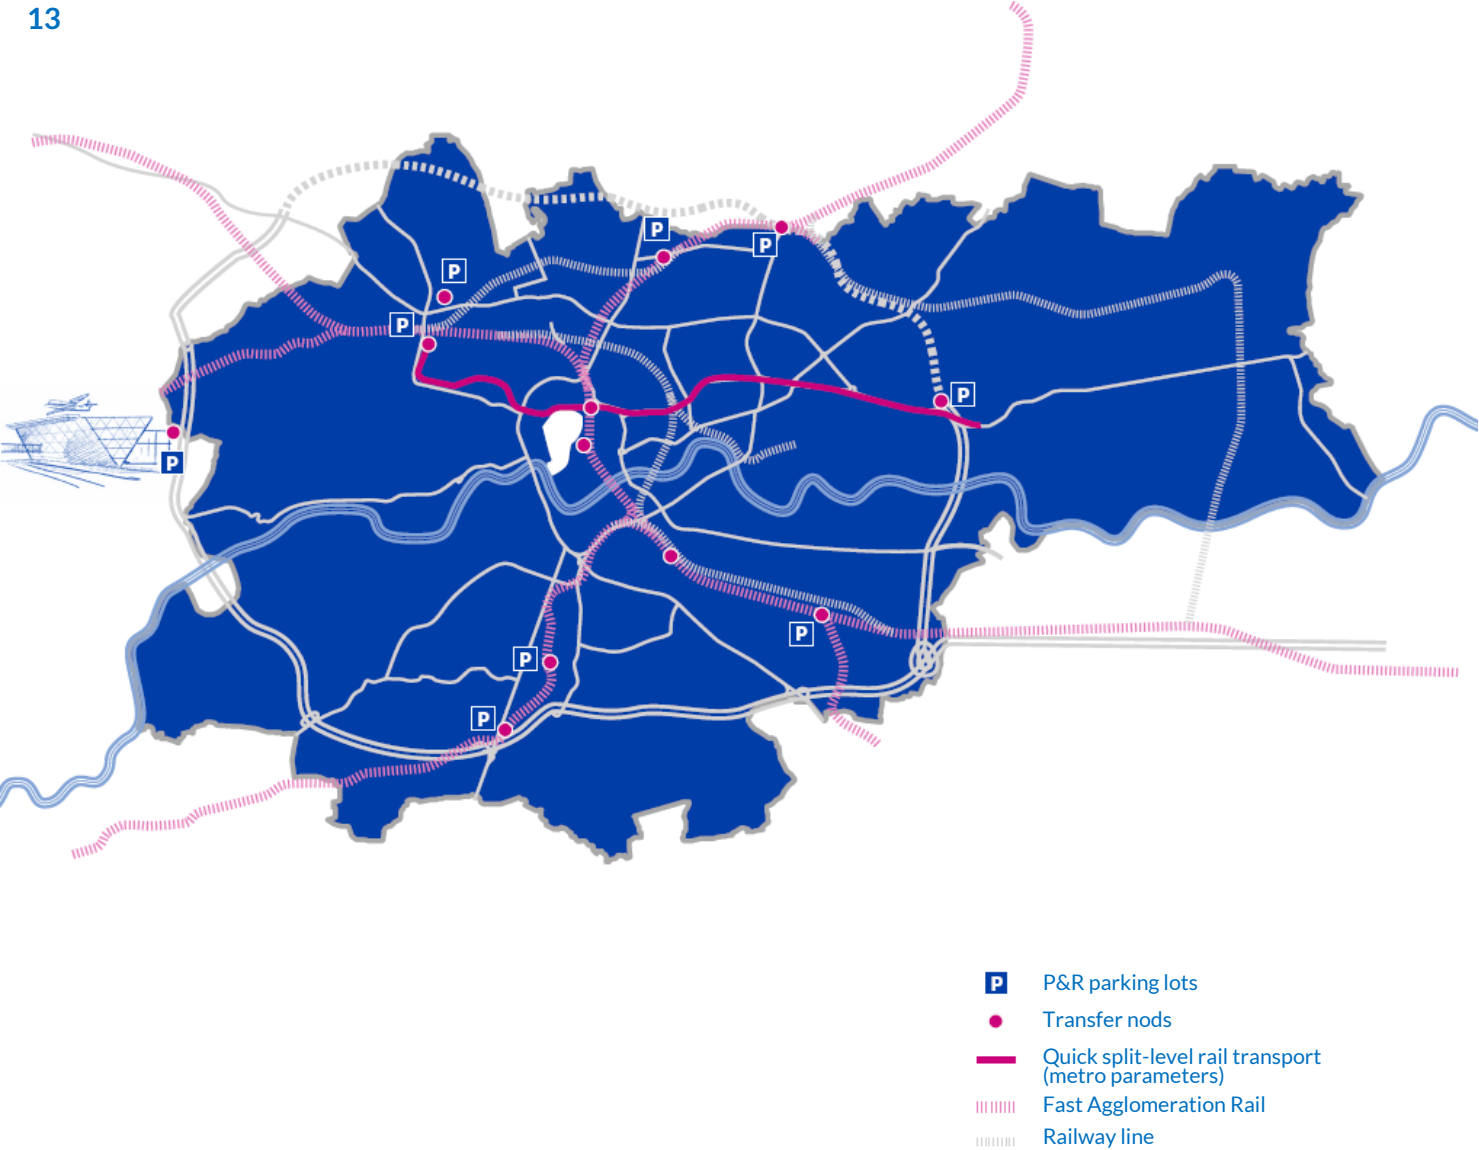 13
P
P
P
P
P
P
P
P
P
P
P P&R parking lots
Transfer nods
Quick split-level rail transport
(metro parameters)
Fast Agglomeration Rail
Railway line